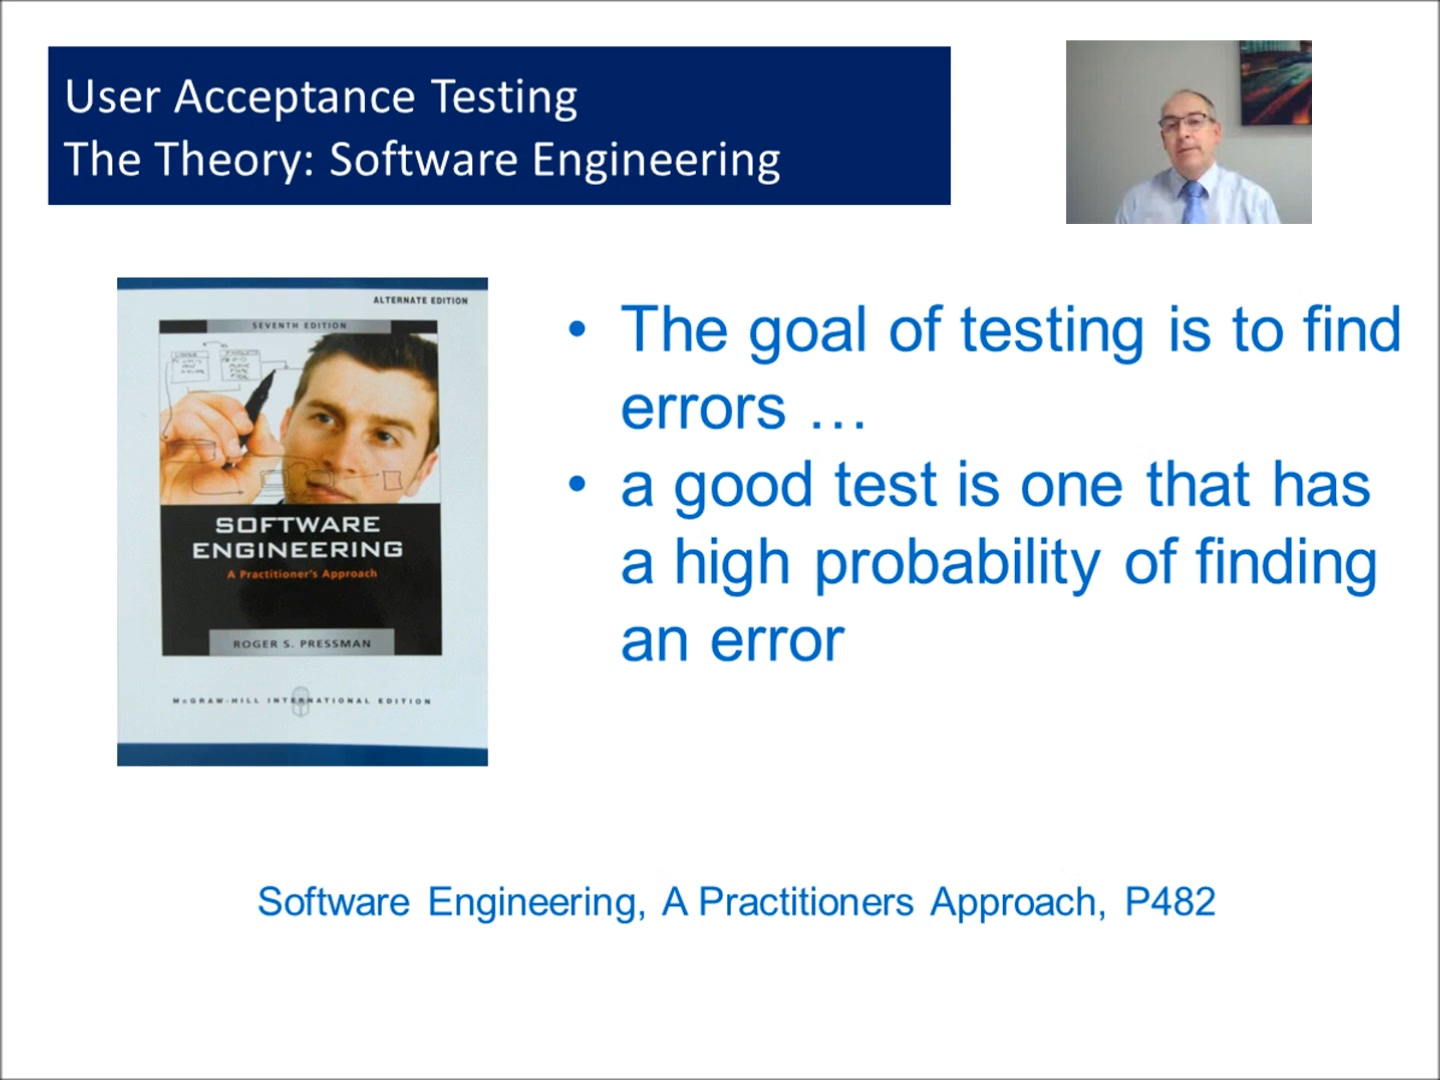 User Acceptance Testing
The Theory: Software Engineering
ALTERNATE EDITION
SEVENTH EDITION
SOFTWARE
ENGINEERING
A Practitioner's Approach
ROGER S. PRESSMAN
McGRAW-HILL INTERNATIONAL EDITION
• The goal of testing is to find
errors …
• a good test is one that has
a high probability of finding
an error
Software Engineering, A Practitioners Approach, P482